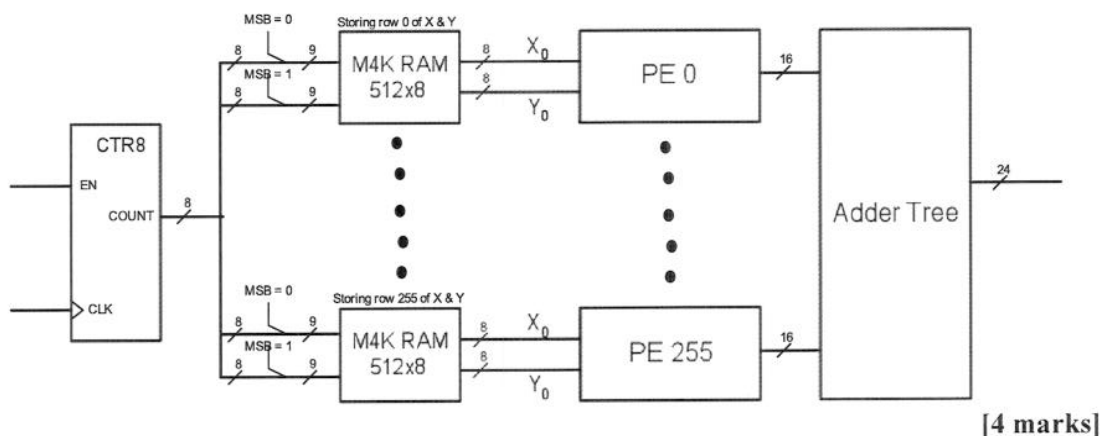 MSB = 0
Storing row 0 of X & Y
8
9
M4K RAM
512x8
8
X0
PE 0
16
MSB = 1
8
9
8
Y0
CTR8
EN
COUNT
8
CLK
Adder Tree
24
MSB = 0
Storing row 255 of X & Y
8
9
M4K RAM
512x8
8
X0
PE 255
16
MSB = 1
8
9
8
Y0
[4 marks]